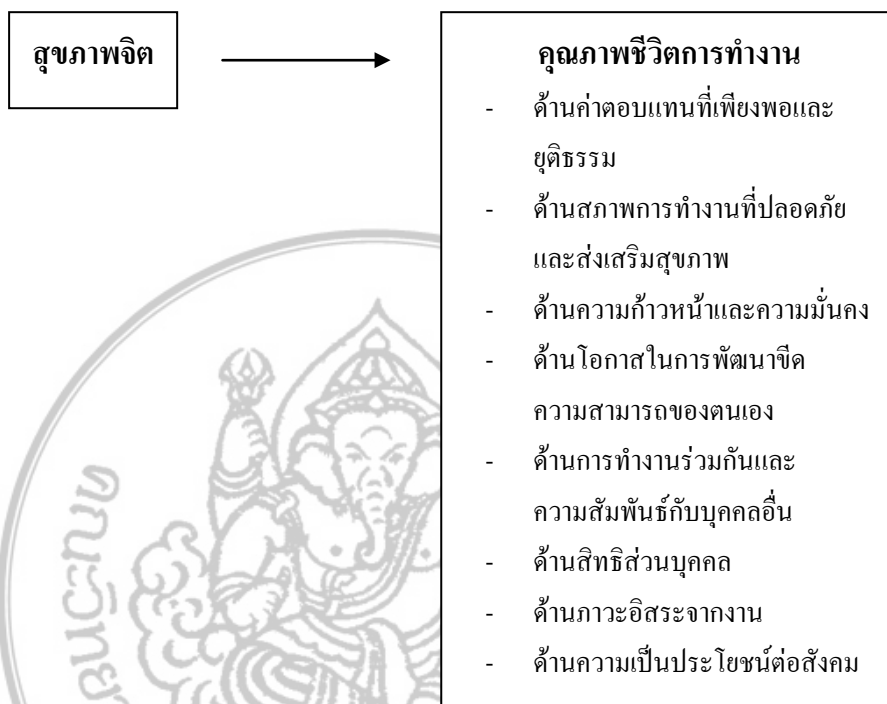 สุขภาพจิต
คุณภาพชีวิตการทำงาน
- ด้านค่าตอบแทนที่เพียงพอและ
ยุติธรรม
- ด้านสภาพการทำงานที่ปลอดภัย
และส่งเสริมสุขภาพ
- ด้านความก้าวหน้าและความมั่นคง
- ด้านโอกาสในการพัฒนาขีด
ความสามารถของตนเอง
- ด้านการทำงานร่วมกันและ
ความสัมพันธ์กับบุคคลอื่น
- ด้านสิทธิส่วนบุคคล
- ด้านภาวะอิสระจากงาน
- ด้านความเป็นประโยชน์ต่อสังคม